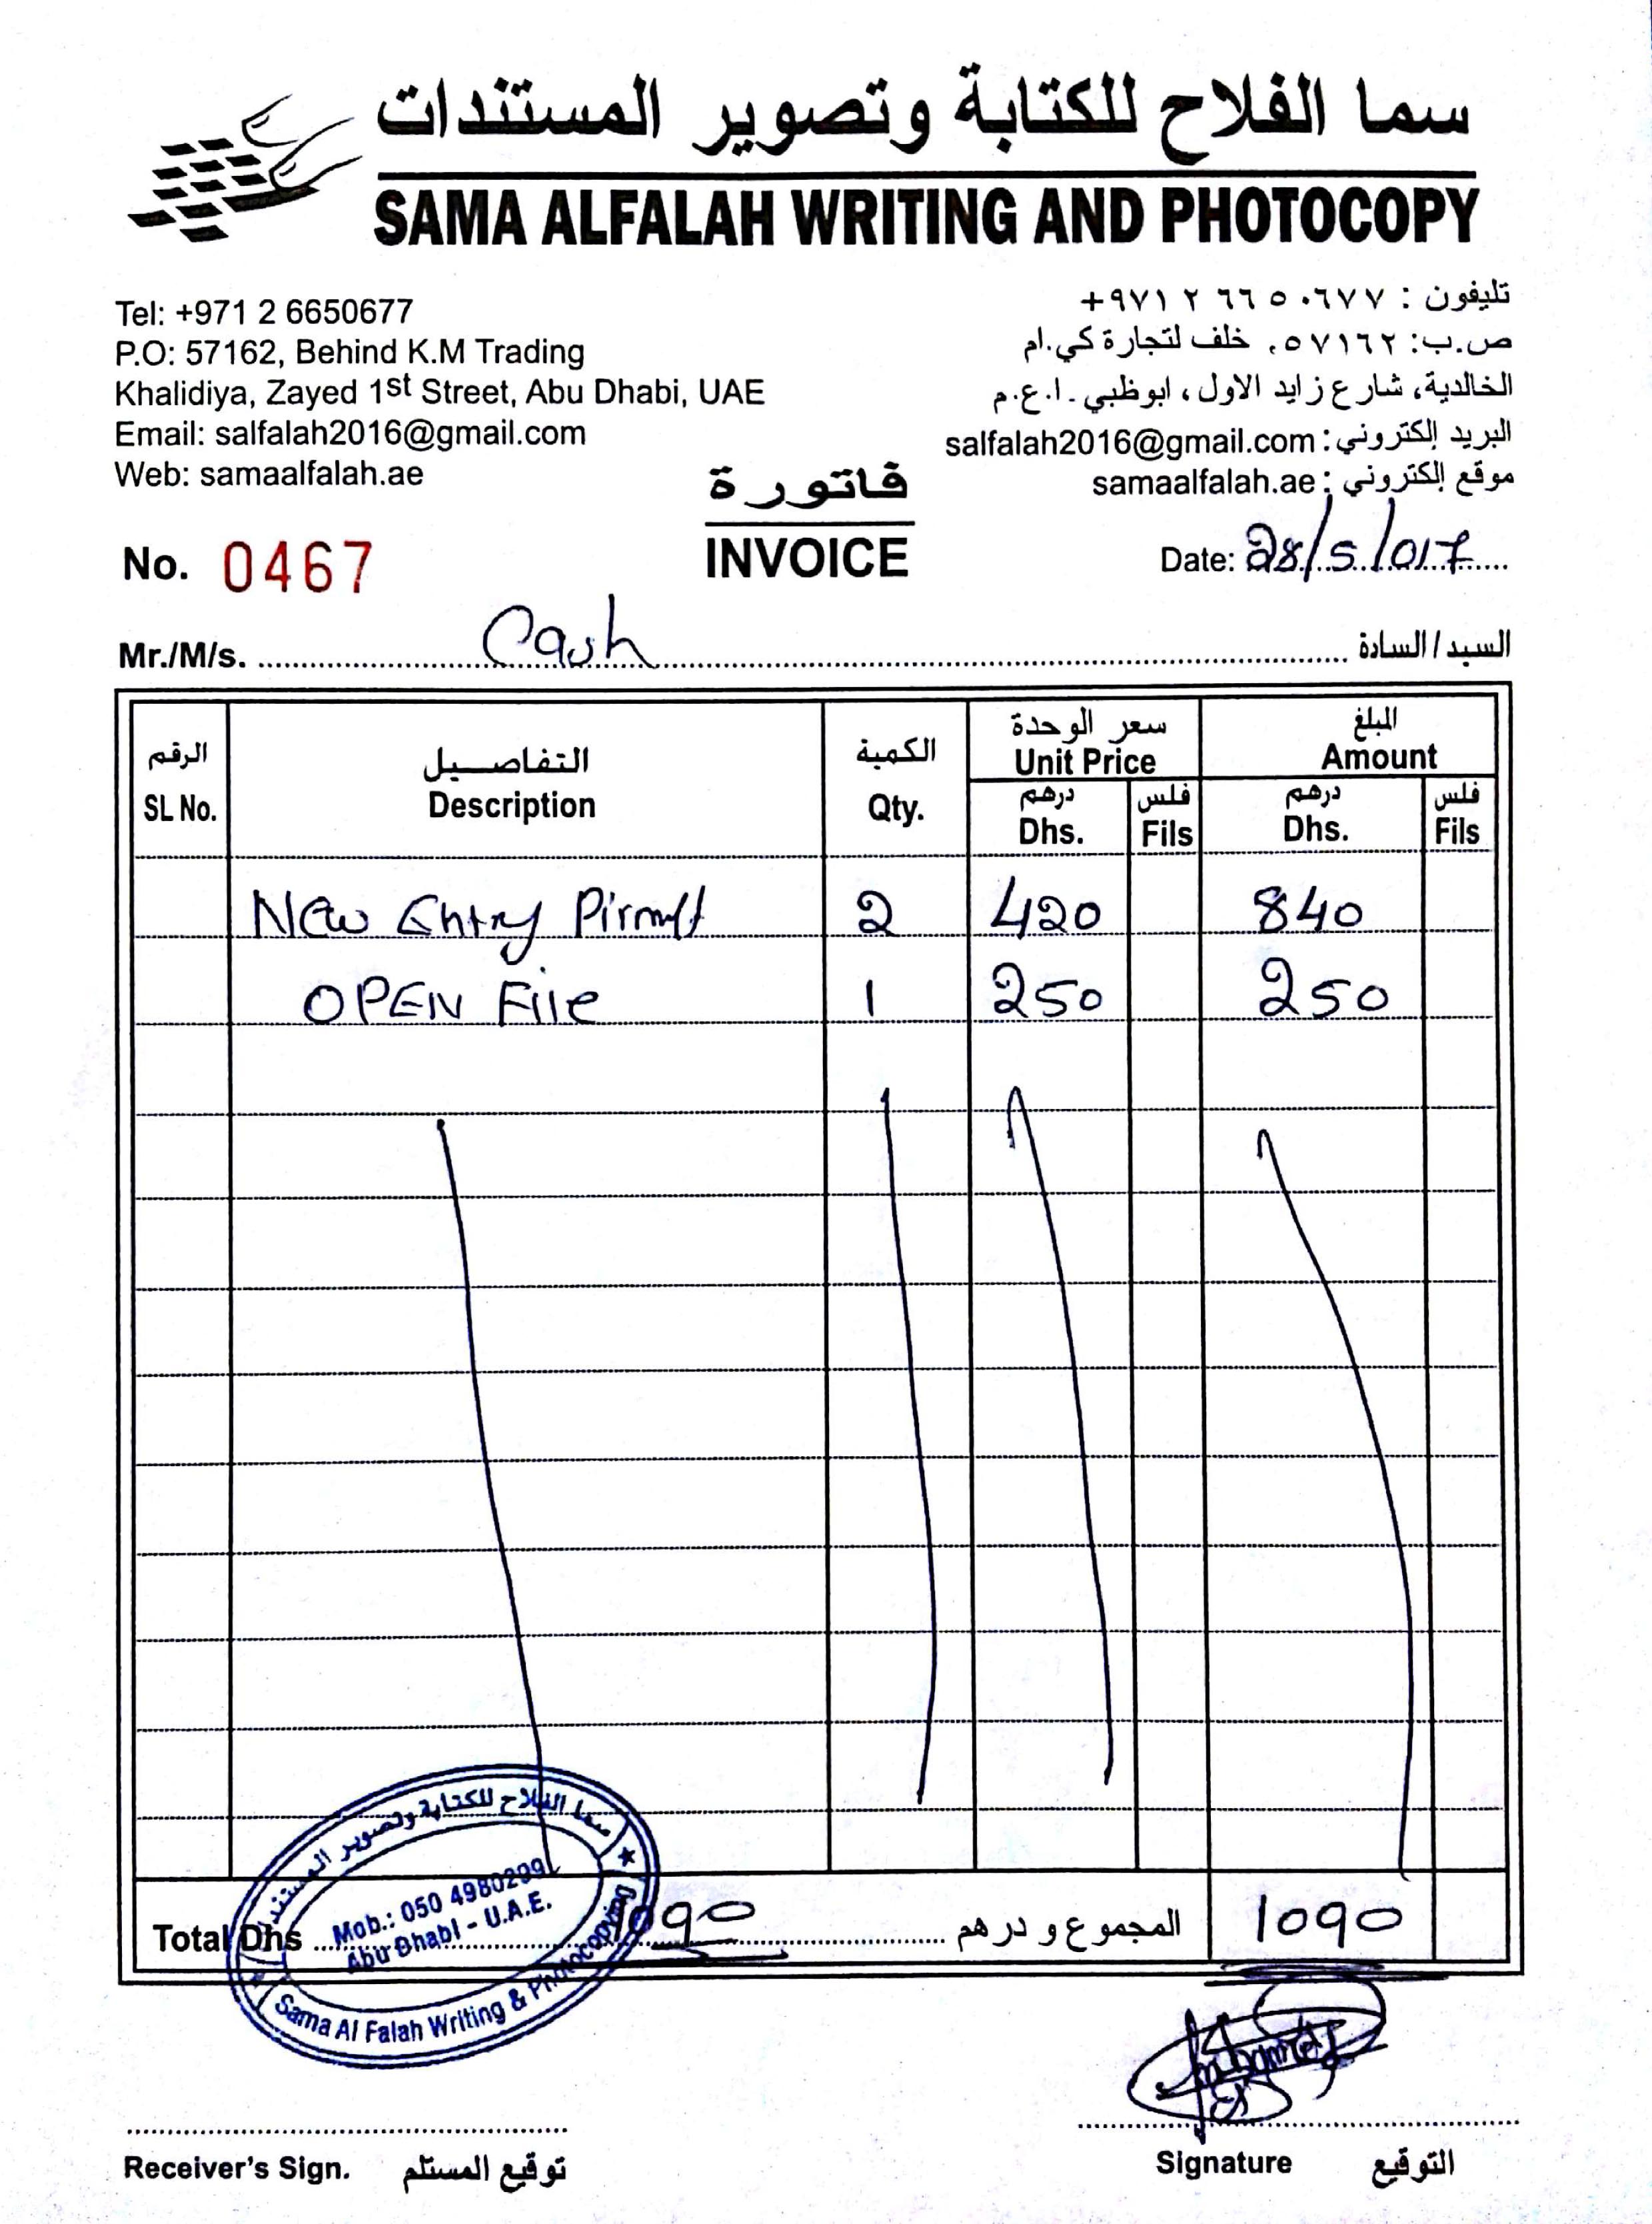 سما الفلاح للكتابة وتصوير المستندات
SAMA ALFALAH WRITING AND PHOTOCOPY
Tel: +971 2 6650677
P.O: 57162, Behind K.M Trading
Khalidiya, Zayed 1st Street, Abu Dhabi, UAE
Email: salfalah2016@gmail.com
Web: samaalfalah.ae
تليفون : ٩٧١ ٢ ٦٦ ٥ ٠٦٧٧+
ص.ب: ٥٧١٦٢، خلف لتجارة كي.ام
الخالدية، شارع زايد الاول، ابوظبي ـ ا.ع.م
البريد إلكتروني: salfalah2016@gmail.com
موقع إلكتروني: samaalfalah.ae
فاتورة
INVOICE
No. 0467
Date: 28/5/017
Mr./M/s. Cash السيد/السادة
الرقم التفاصيل الكمية سعر الوحدة المبلغ
SL No. Description Qty. Unit Price Amount
درهم فلس درهم فلس
Dhs. Fils Dhs. Fils
New Entry Pirmit 2 420 840
OPEN File 1 250 250
Total Dhs 1090 المجموع و درهم 1090
سما الفلاح للكتابة وتصوير المستندات
Mob.: 050 4980299
Abu Dhabi - U.A.E.
Sama Al Falah Writing & Photocopying
Receiver's Sign. توقيع المستلم
Signature التوقيع